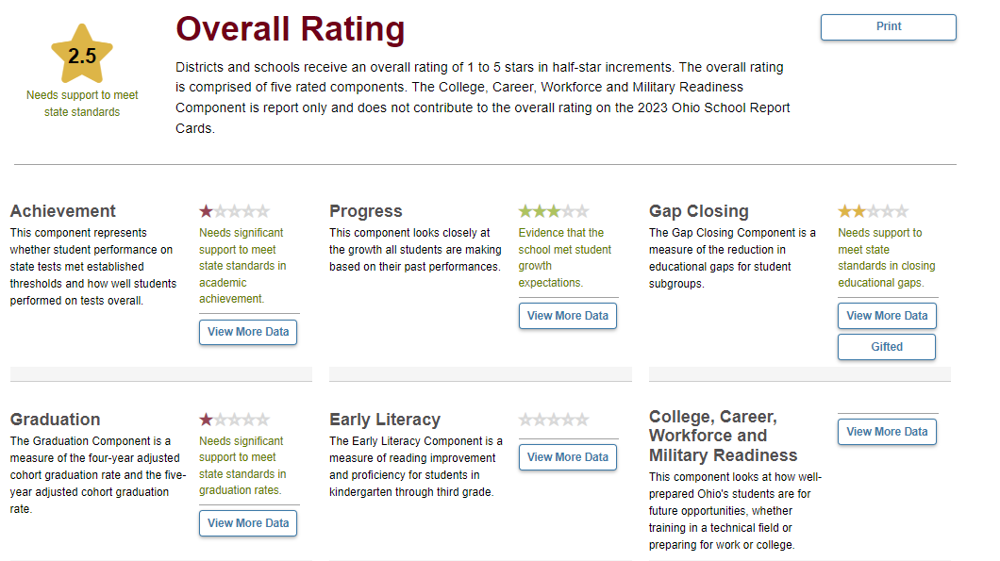 2.5
Needs support to meet
state standards
Overall Rating
Print
Districts and schools receive an overall rating of 1 to 5 stars in half-star increments. The overall rating
is comprised of five rated components. The College, Career, Workforce and Military Readiness
Component is report only and does not contribute to the overall rating on the 2023 Ohio School Report
Cards.
Achievement
This component represents
whether student performance on
state tests met established
thresholds and how well students
performed on tests overall.
Needs significant
support to meet
state standards in
academic
achievement.
View More Data
Progress
This component looks closely at
the growth all students are making
based on their past performances.
Evidence that the
school met student
growth
expectations.
View More Data
Gap Closing
The Gap Closing Component is a
measure of the reduction in
educational gaps for student
subgroups.
Needs support to
meet state
standards in closing
educational gaps.
View More Data
Gifted
Graduation
The Graduation Component is a
measure of the four-year adjusted
cohort graduation rate and the five-
year adjusted cohort graduation
rate.
Needs significant
support to meet
state standards in
graduation rates.
View More Data
Early Literacy
The Early Literacy Component is a
measure of reading improvement
and proficiency for students in
kindergarten through third grade.
View More Data
College, Career,
Workforce and
Military Readiness
This component looks at how well-
prepared Ohio's students are for
future opportunities, whether
training in a technical field or
preparing for work or college.
View More Data